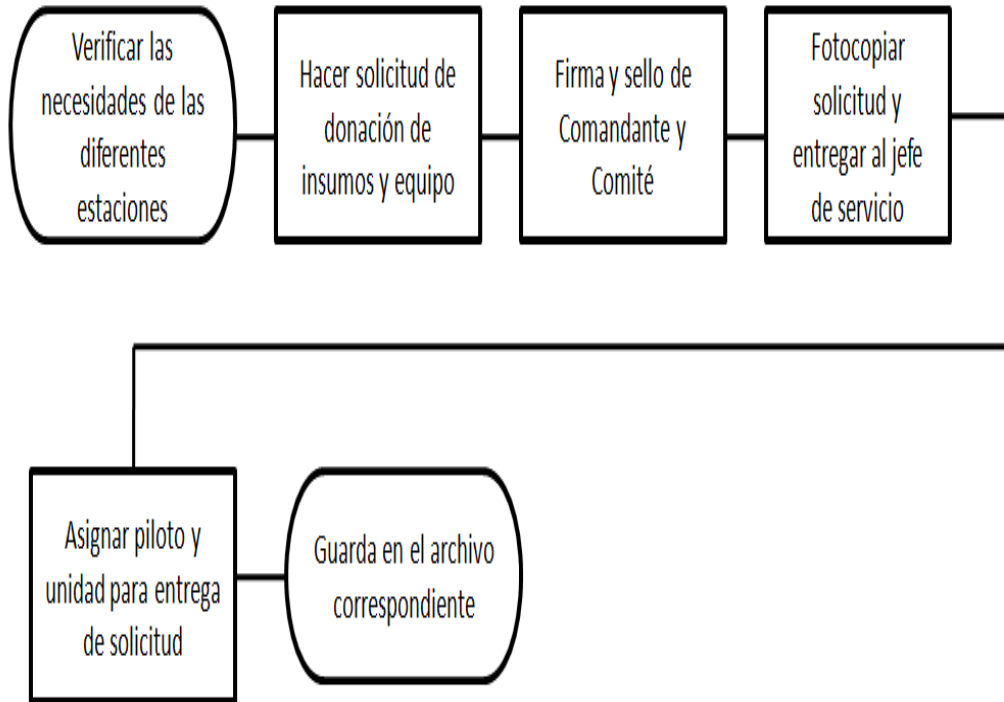 Verificar las
necesidades de las
diferentes
estaciones
Hacer solicitud de
donación de
insumos y equipo
Firma y sello de
Comandante y
Comité
Fotocopiar
solicitud y
entregar al jefe
de servicio
Asignar piloto y
unidad para entrega
de solicitud
Guarda en el archivo
correspondiente